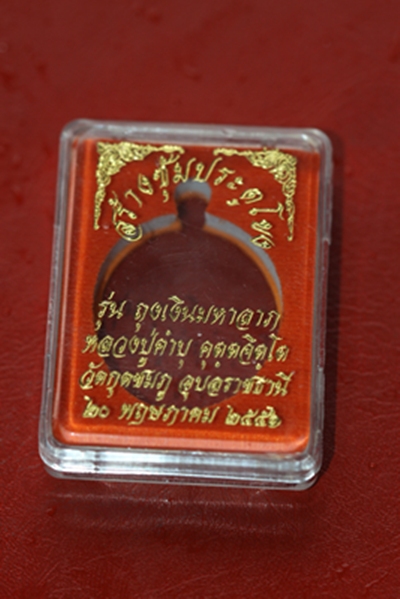 สร้างซุ้มประตูโขง
รุ่น ถุงเงินมหาลาภ
หลวงปู่คำบุ คุตฺตจิตฺโต
วัดกุดชมภู อุบลราชธานี
๒๐ พฤษภาคม ๒๕๕๒